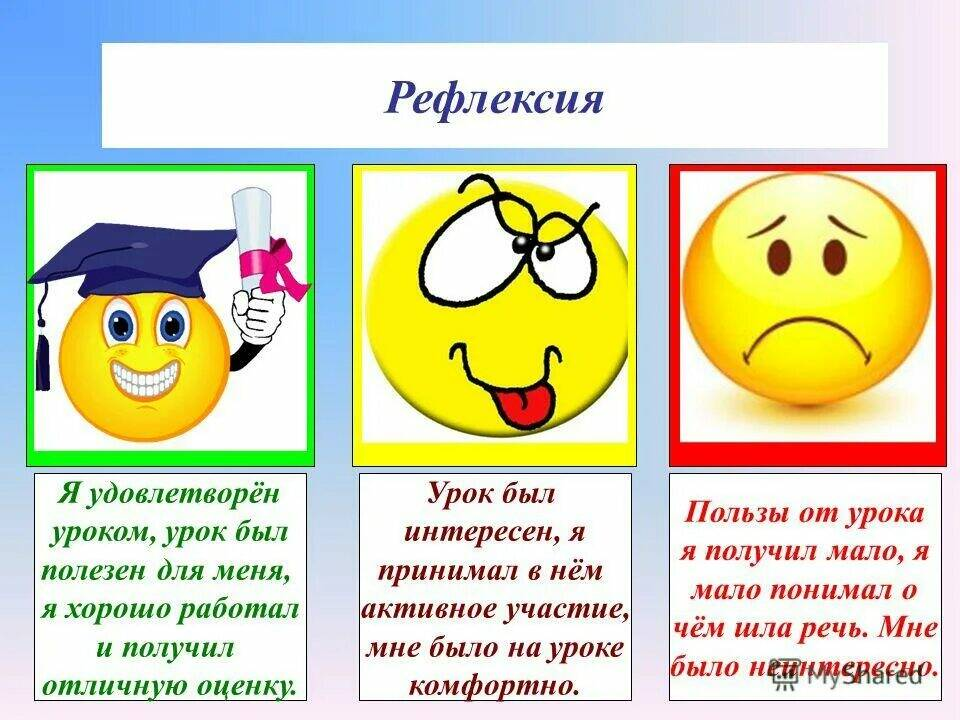 Рефлексия
Я удовлетворён
уроком, урок был
полезен для меня,
я хорошо работал
и получил
отличную оценку.
Урок был
интересен, я
принимал в нём
активное участие,
мне было на уроке
комфортно.
Пользы от урока
я получил мало, я
мало понимал о
чём шла речь. Мне
было неинтересно.
MyShared